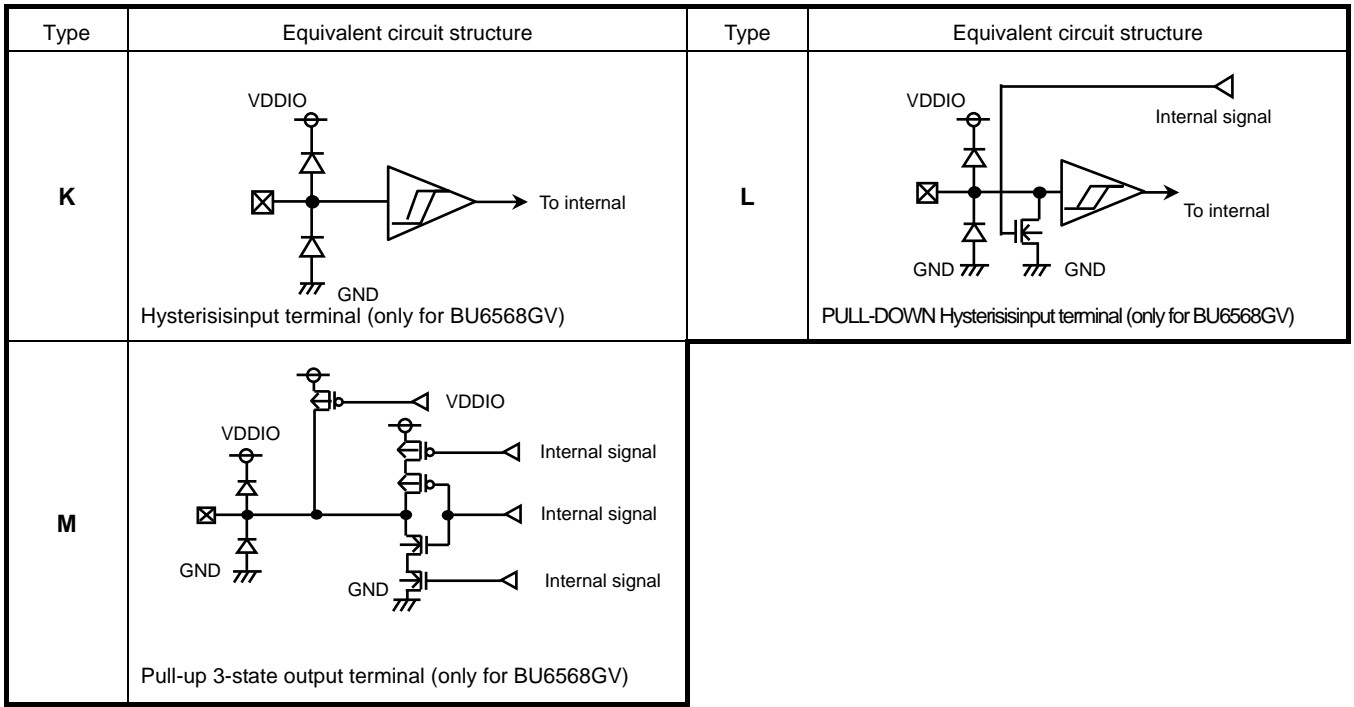 Type Equivalent circuit structure Type Equivalent circuit structure
K
VDDIO
To internal
GND
Hysterisisinput terminal (only for BU6568GV)
L
VDDIO
Internal signal
To internal
GND GND
PULL-DOWN Hysterisisinput terminal (only for BU6568GV)
M
VDDIO
VDDIO
Internal signal
Internal signal
GND
GND
Internal signal
Pull-up 3-state output terminal (only for BU6568GV)